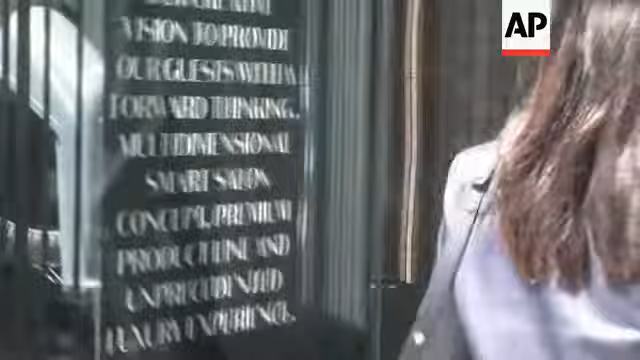 VISION TO PROVIDE
OUR GUESTS WITH A
FORWARD THINKING,
MULTIDIMENSIONAL
SMART SALON
CONCEPT, PREMIUM
PRODUCT LINE AND
UNPRECEDENTED
LUXURY EXPERIENCE.
AP